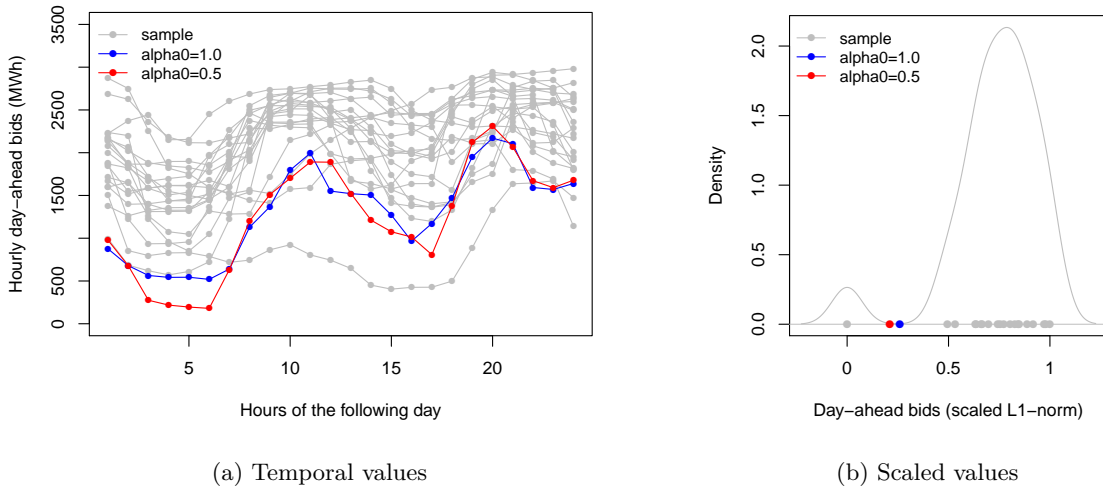 Hourly day−ahead bids (MWh)
3500
2500
1500
500
0
sample
alpha0=1.0
alpha0=0.5
5
10
15
20
Hours of the following day
(a) Temporal values
Density
2.0
1.5
1.0
0.5
0.0
sample
alpha0=1.0
alpha0=0.5
0
0.5
1
Day−ahead bids (scaled L1−norm)
(b) Scaled values